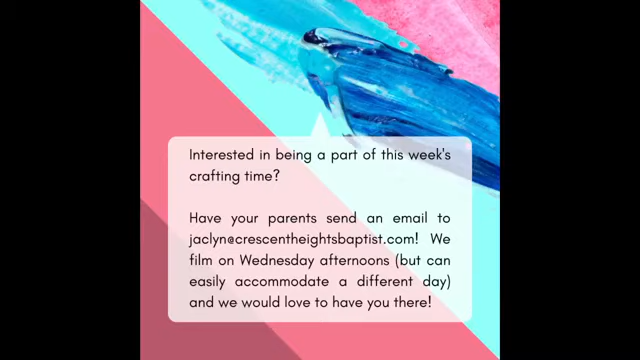 Interested in being a part of this week's
crafting time?
Have your parents send an email to
jaclyn@crescentheightsbaptist.com! We
film on Wednesday afternoons (but can
easily accommodate a different day)
and we would love to have you there!